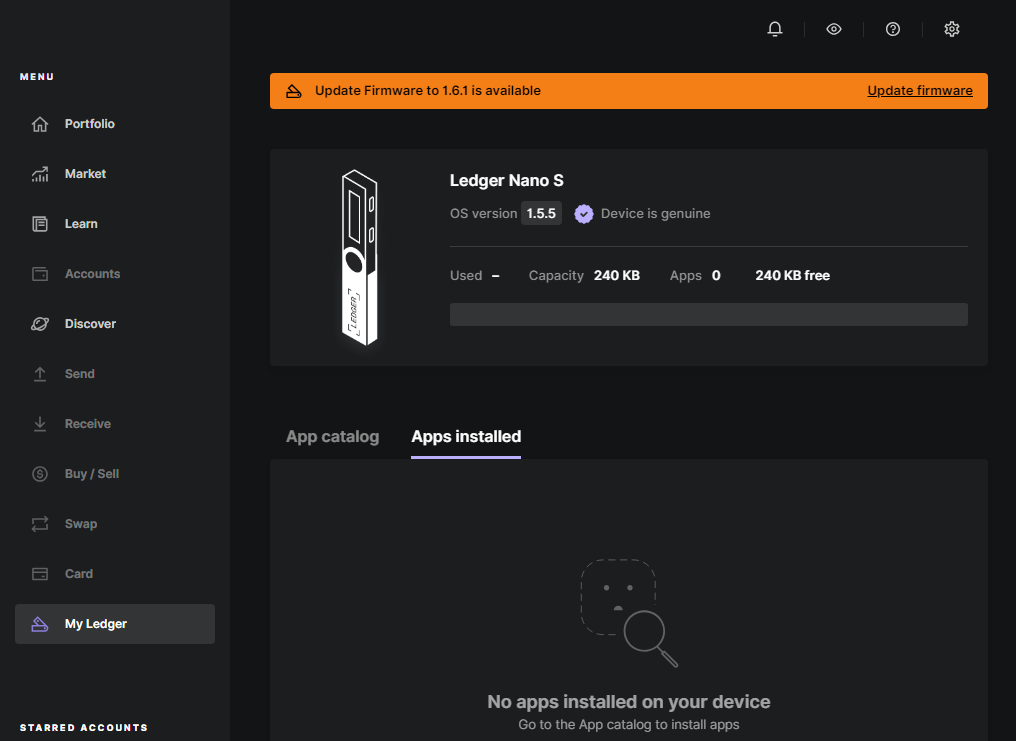 MENU
Portfolio
Market
Learn
Accounts
Discover
Send
Receive
Buy / Sell
Swap
Card
My Ledger
STARRED ACCOUNTS
Update Firmware to 1.6.1 is available
Update firmware
LEDGER
Ledger Nano S
OS version 1.5.5 Device is genuine
Used – Capacity 240 KB Apps 0 240 KB free
App catalog Apps installed
No apps installed on your device
Go to the App catalog to install apps